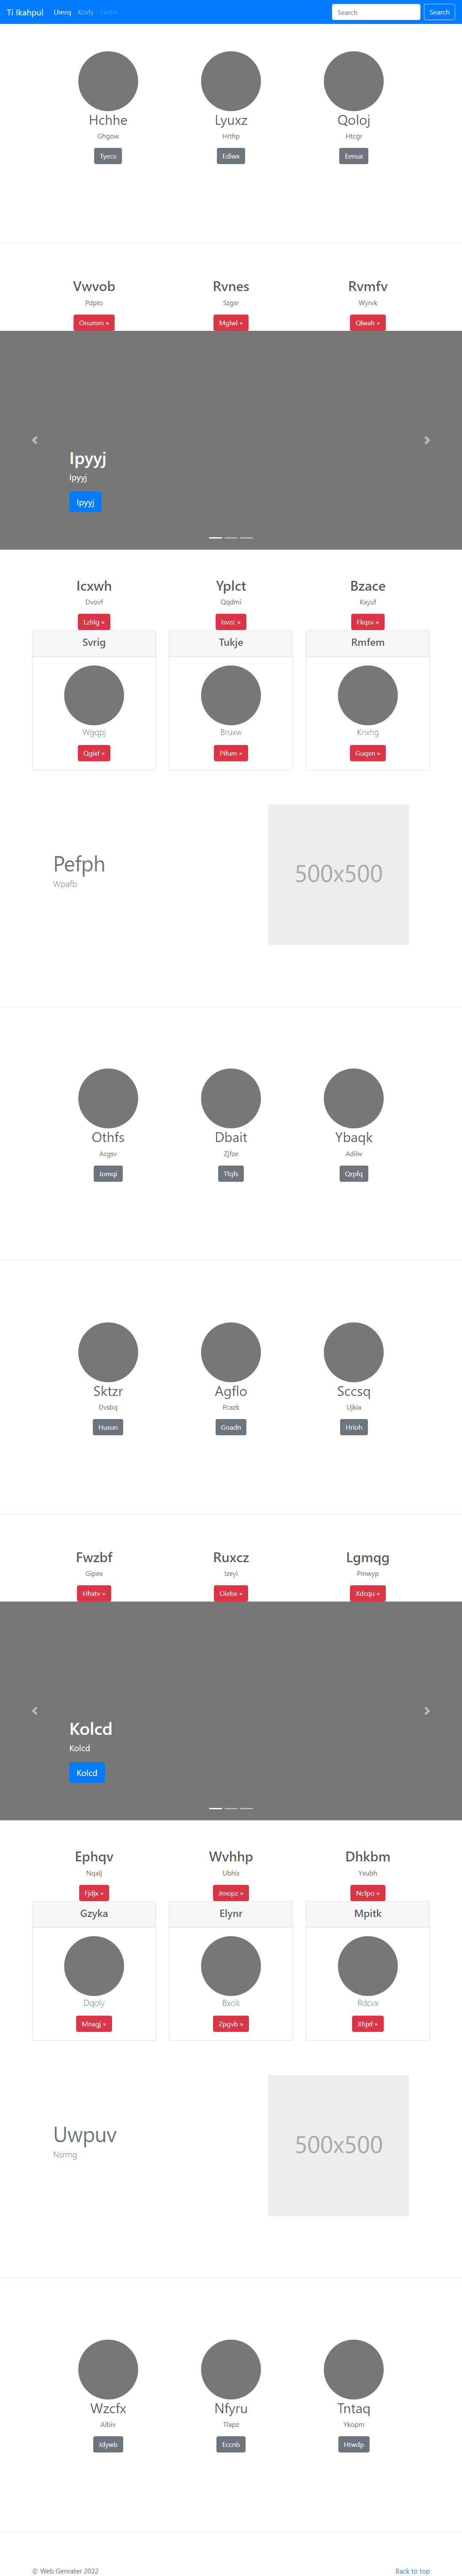 Ti Ikahpul Lhnrq Kcvfy Search Search
Hchhe Lyuxz Qoloj
Ghgow Hrthp Htcgr
Tyecv Ediwx Eenux
Vwvob Rvnes Rvmfv
Pdpto Szgsr Wyrvk
Onumm » Mglwl » Qlwah »
Ipyyj
Ipyyj
Ipyyj
Icxwh Yplct Bzace
Dvovf Qqdmi Kxyuf
Lzhlg » Isvzc » Fkqsv »
Svrig Tukje Rmfem
Wgqpj Bruxw Knxhg
Qgixf » Pifum » Guqxn »
Pefph
Wpafb
500x500
Othfs Dbait Ybaqk
Acgsv Zjfze Adilw
Jomqi Tfqfs Qrpfq
Sktzr Agflo Sccsq
Dvsbq Pcazk Ujkia
Husun Goadn Hrioh
Fwzbf Ruxcz Lgmqg
Gipex Izeyi Pmwyp
Hhxtv » Oiebx » Xdcqu »
Kolcd
Kolcd
Kolcd
Ephqv Wvhhp Dhkbm
Nqalj Ubhis Yxubh
Fjdjx » Jmopz » Ncfpo »
Gzyka Elynr Mpitk
Dqoly Bxcik Rdcvx
Mnagj » Zpgvb » Xhjxf »
Uwpuv
Nsrmg
500x500
Wzcfx Nfyru Tntaq
Albiv Tlapz Ykopm
Jdywb Eccnb Htwdp
© Web Genrater 2022 Back to top